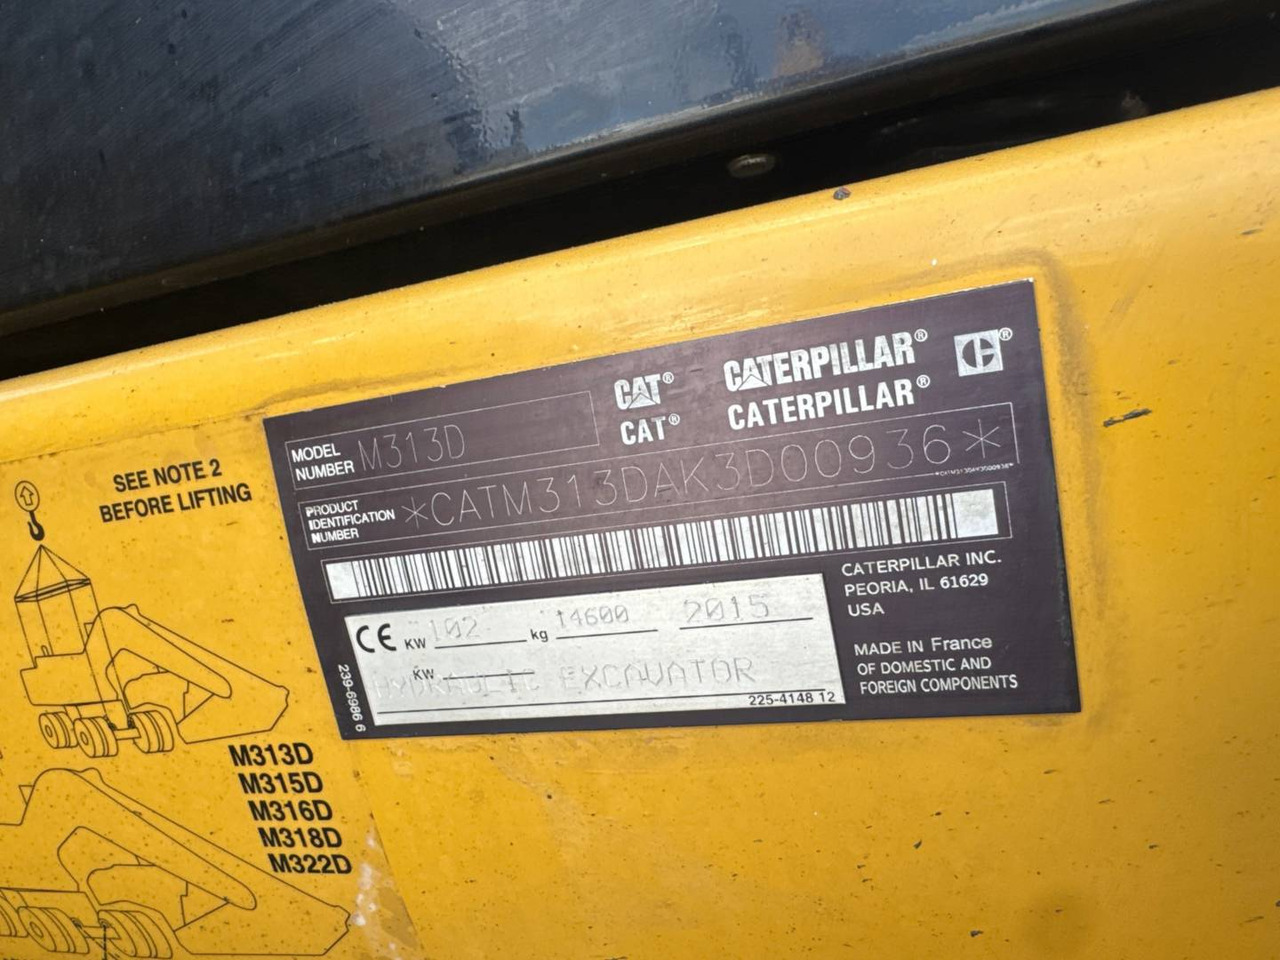 SEE NOTE 2
BEFORE LIFTING
M313D
M315D
M316D
M318D
M322D
CAT® CATERPILLAR® C®
CAT® CATERPILLAR®
MODEL NUMBER M313D
PRODUCT IDENTIFICATION NUMBER *CATM313DAK3D00936*
*CATM313DAK3D00936*
CE KW 102 kg 14600 2015
KW
HYDRAULIC EXCAVATOR
225-4148 12
239-6986 6
CATERPILLAR INC.
PEORIA, IL 61629
USA
MADE IN France
OF DOMESTIC AND
FOREIGN COMPONENTS